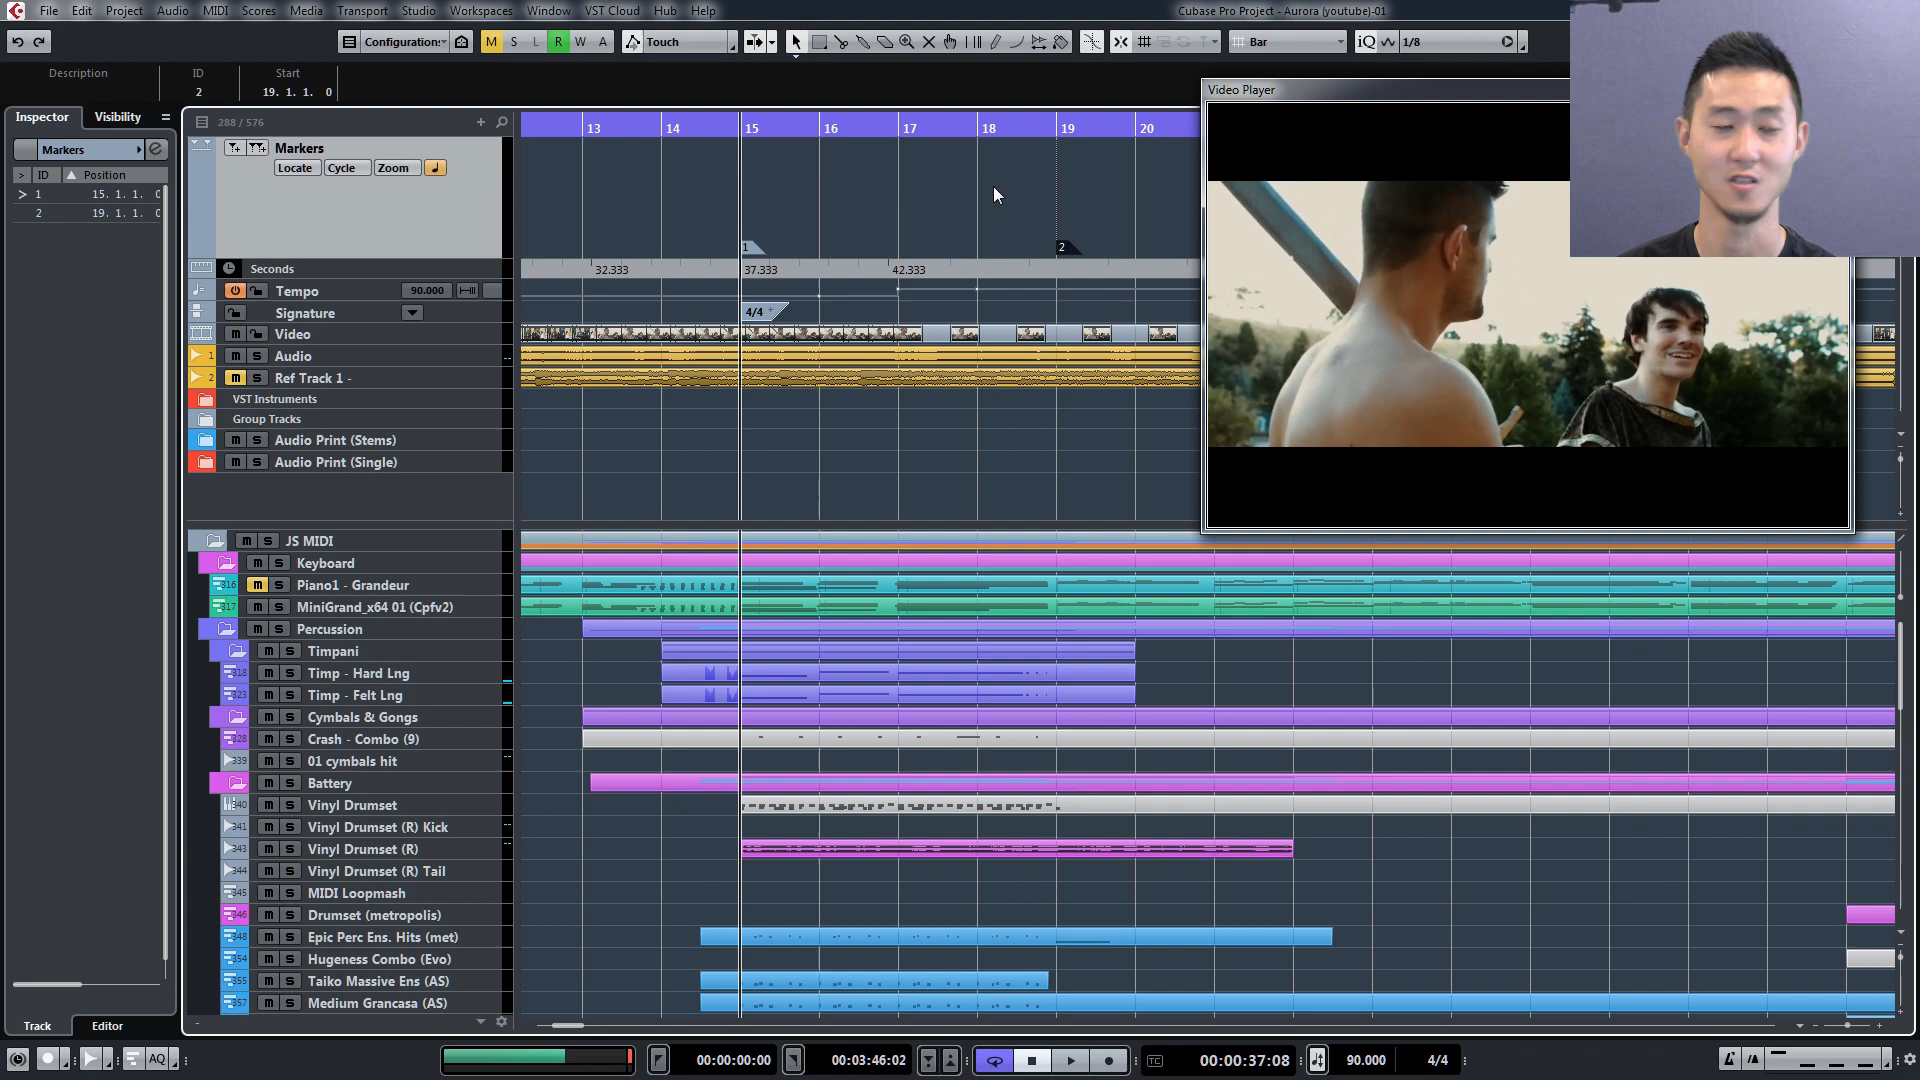 File Edit Project Audio MIDI Scores Media Transport Studio Workspaces Window VST Cloud Hub Help
Cubase Pro Project - Aurora (youtube)-01
Configurations M S L R W A Touch Bar iQ 1/8
Description ID Start
2 19. 1. 1. 0
Inspector Visibility
288 / 576
13 14 15 16 17 18 19 20
Video Player
Markers
Markers
Locate Cycle Zoom
> ID Position
> 1 15. 1. 1. 0
2 19. 1. 1. 0
1 2
Seconds
32.333 37.333 42.333
Tempo 90.000
Signature 4/4
m Video
1 m s Audio
2 m s Ref Track 1 -
VST Instruments
Group Tracks
m s Audio Print (Stems)
m s Audio Print (Single)
m s JS MIDI
m s Keyboard
316 m s Piano1 - Grandeur
317 m s MiniGrand_x64 01 (Cpfv2)
m s Percussion
m s Timpani
318 m s Timp - Hard Lng
323 m s Timp - Felt Lng
m s Cymbals & Gongs
328 m s Crash - Combo (9)
339 m s 01 cymbals hit
m s Battery
340 m s Vinyl Drumset
341 m s Vinyl Drumset (R) Kick
343 m s Vinyl Drumset (R)
344 m s Vinyl Drumset (R) Tail
345 m s MIDI Loopmash
346 m s Drumset (metropolis)
348 m s Epic Perc Ens. Hits (met)
354 m s Hugeness Combo (Evo)
355 m s Taiko Massive Ens (AS)
357 m s Medium Grancasa (AS)
Track Editor
AQ 00:00:00:00 00:03:46:02 TC 00:00:37:08 90.000 4/4